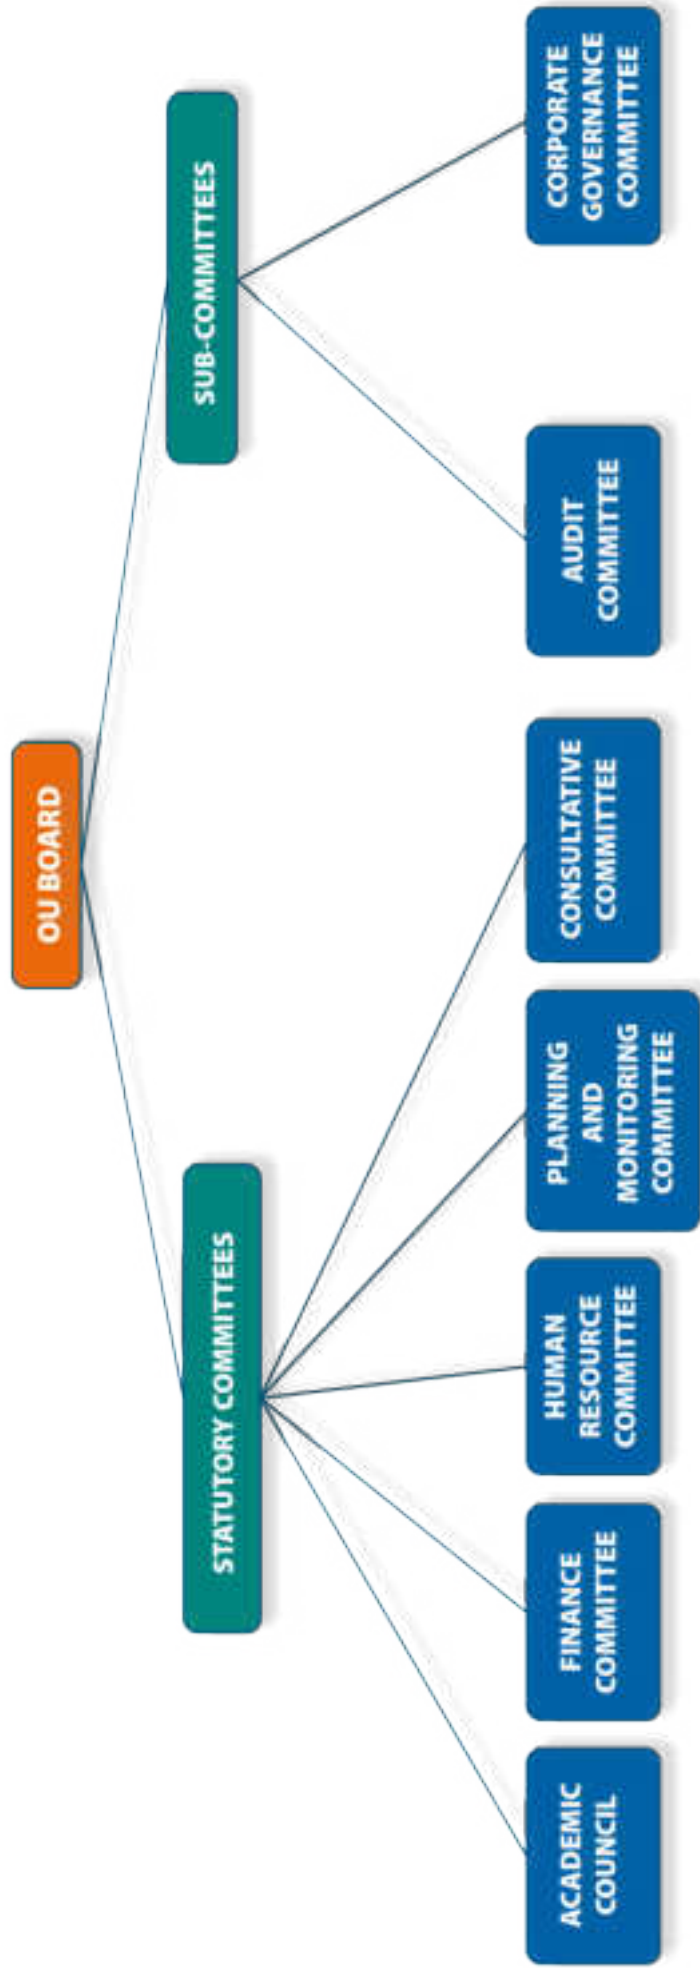 OU BOARD
STATUTORY COMMITTEES
SUB-COMMITTEES
ACADEMIC
COUNCIL
FINANCE
COMMITTEE
HUMAN
RESOURCE
COMMITTEE
PLANNING
AND
MONITORING
COMMITTEE
CONSULTATIVE
COMMITTEE
AUDIT
COMMITTEE
CORPORATE
GOVERNANCE
COMMITTEE